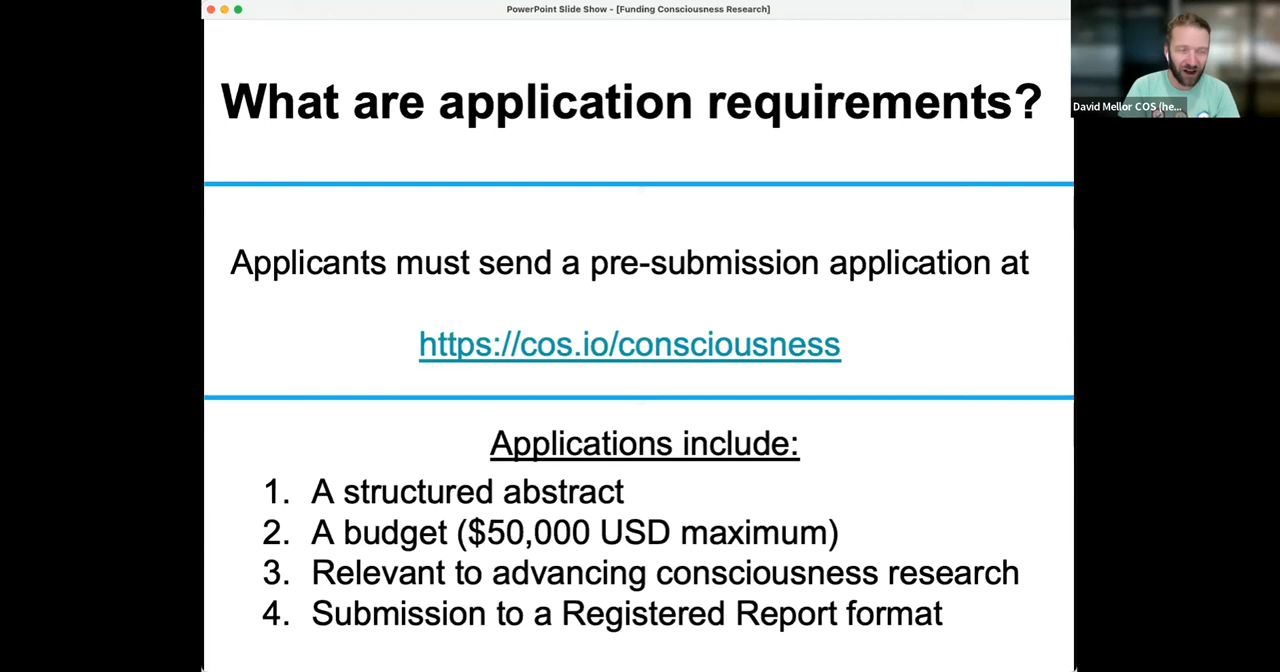 PowerPoint Slide Show - [Funding Consciousness Research]
What are application requirements?
David Mellor COS (he...
Applicants must send a pre-submission application at
https://cos.io/consciousness
Applications include:
1. A structured abstract
2. A budget ($50,000 USD maximum)
3. Relevant to advancing consciousness research
4. Submission to a Registered Report format